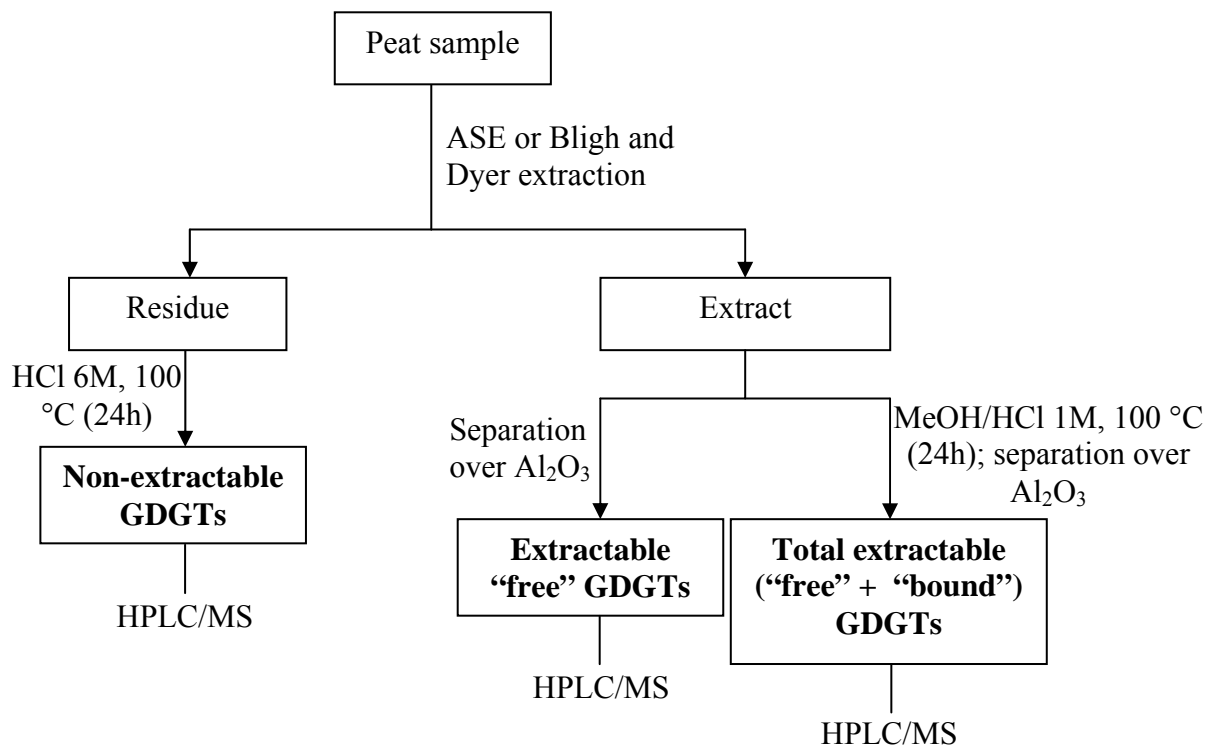 Peat sample
ASE or Bligh and
Dyer extraction
Residue
Extract
HCl 6M, 100
°C (24h)
Separation
over Al₂O₃
MeOH/HCl 1M, 100 °C
(24h); separation over
Al₂O₃
Non-extractable
GDGTs
Extractable
“free” GDGTs
Total extractable
(“free” + “bound”)
GDGTs
HPLC/MS
HPLC/MS
HPLC/MS